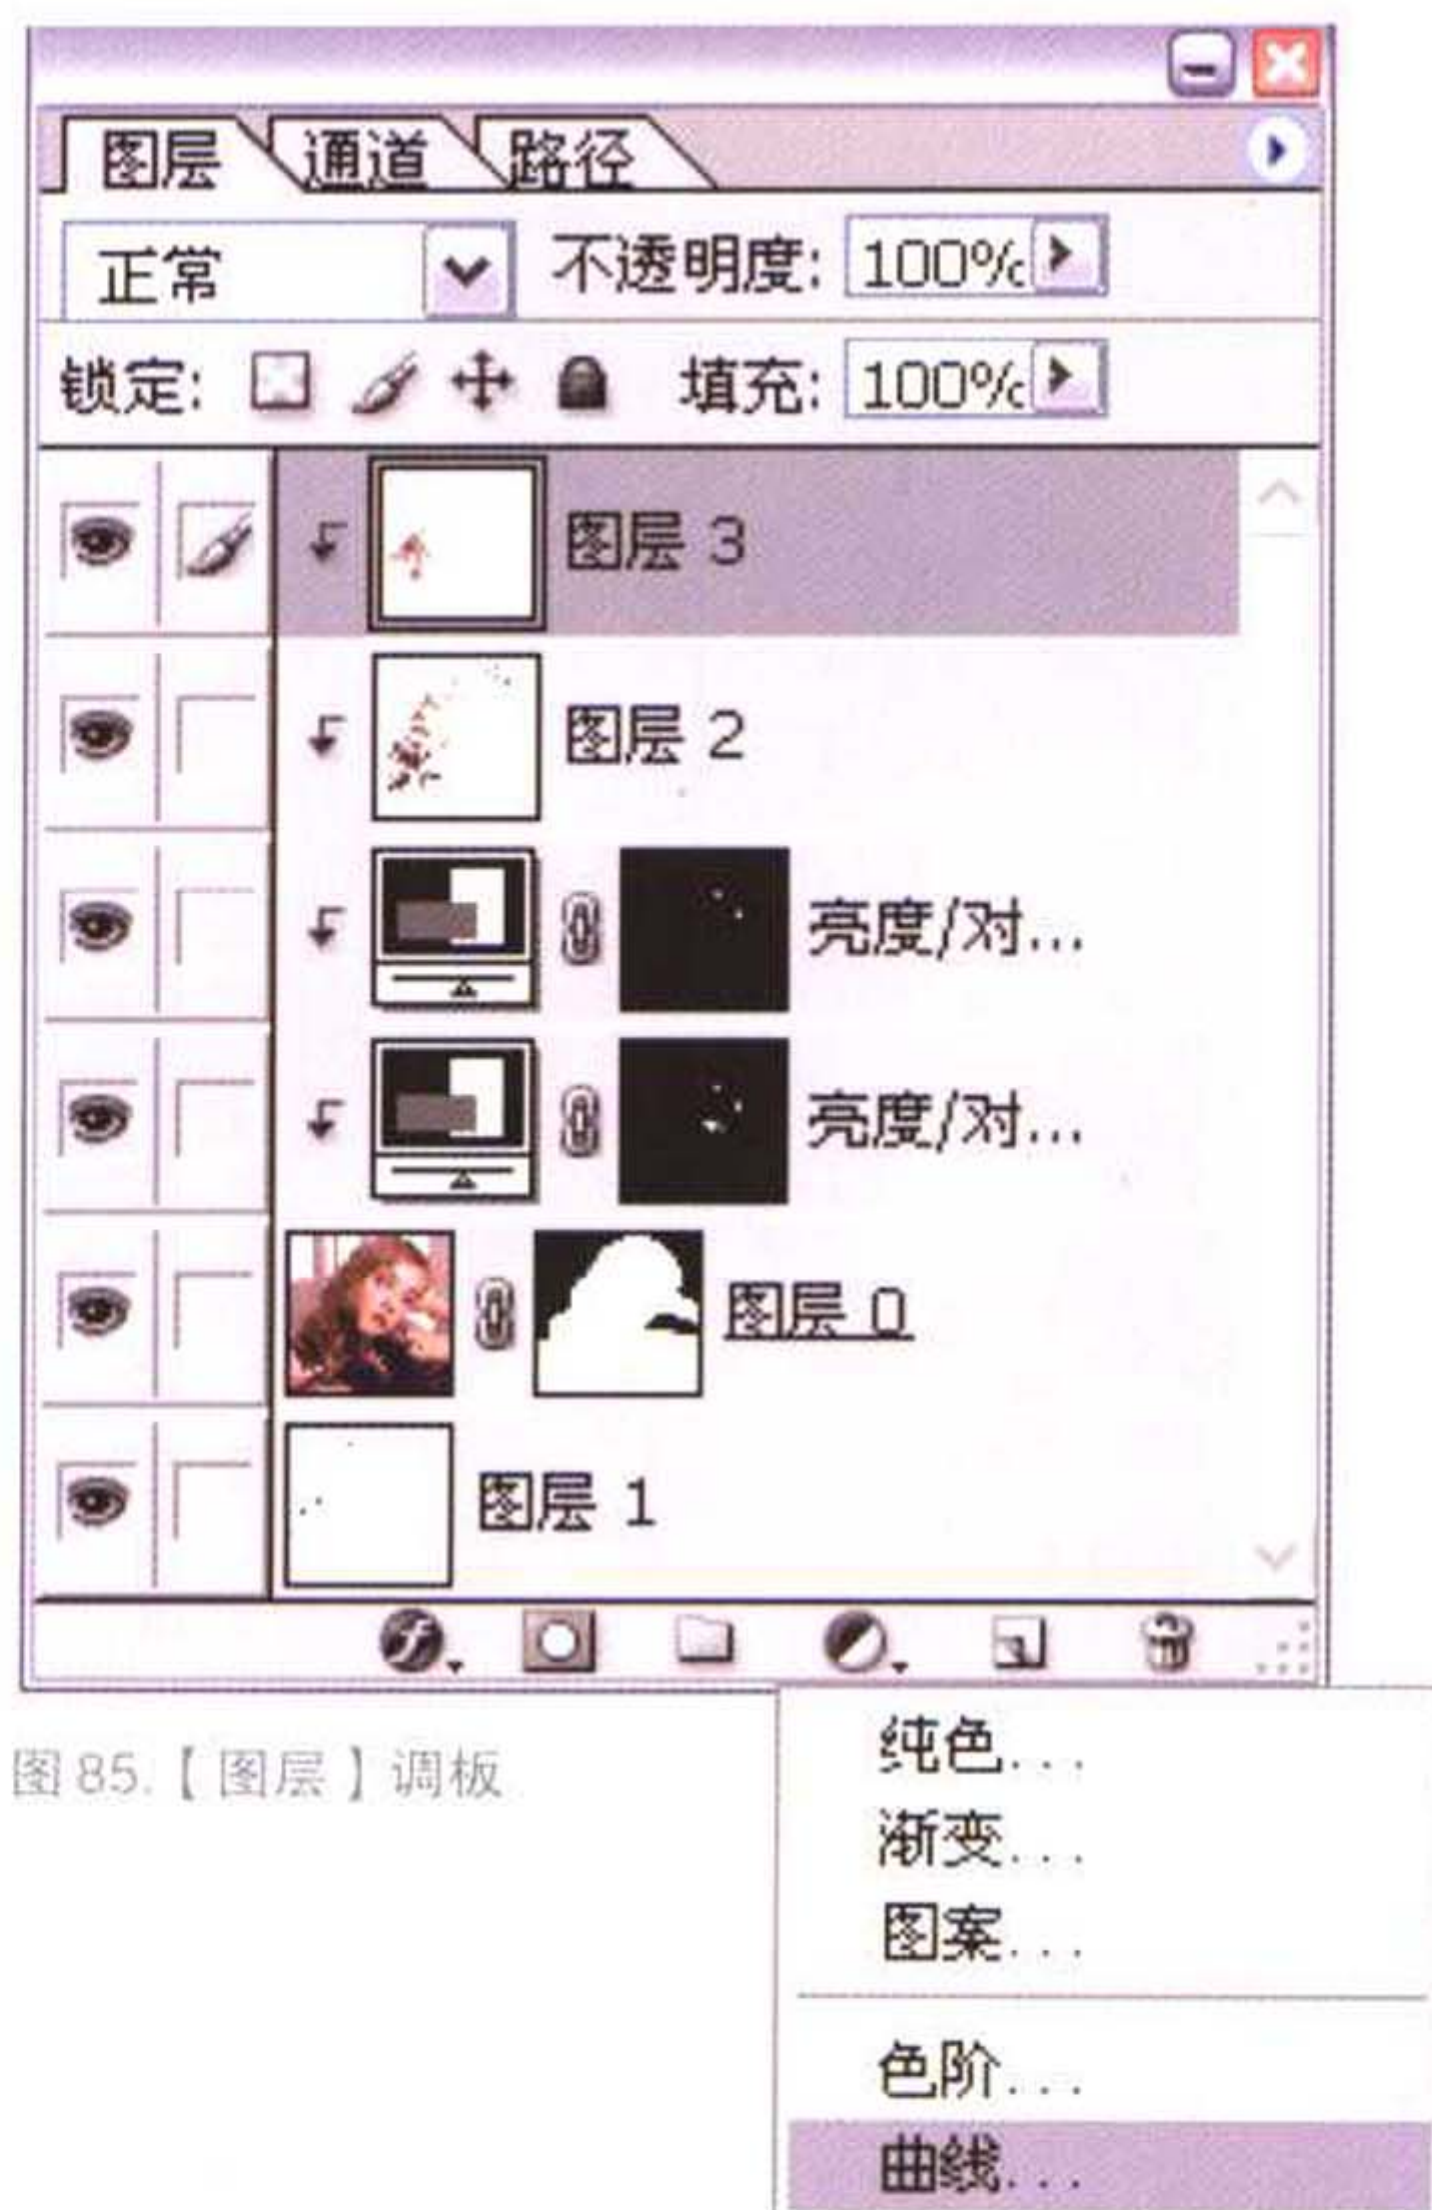 图层 通道 路径
正常 不透明度: 100%
锁定: 填充: 100%
图层 3
图层 2
亮度/对...
亮度/对...
图层 0
图层 1
图 85.【图层】调板
纯色...
渐变...
图案...
色阶...
曲线...